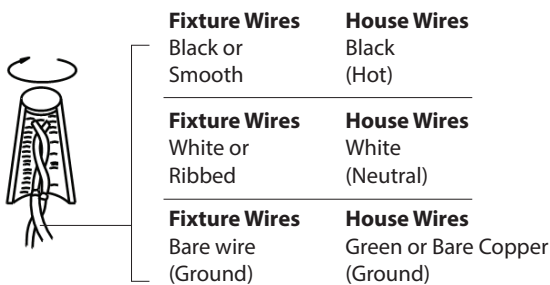 Fixture Wires House Wires
Black or Black
Smooth (Hot)
Fixture Wires House Wires
White or White
Ribbed (Neutral)
Fixture Wires House Wires
Bare wire Green or Bare Copper
(Ground) (Ground)